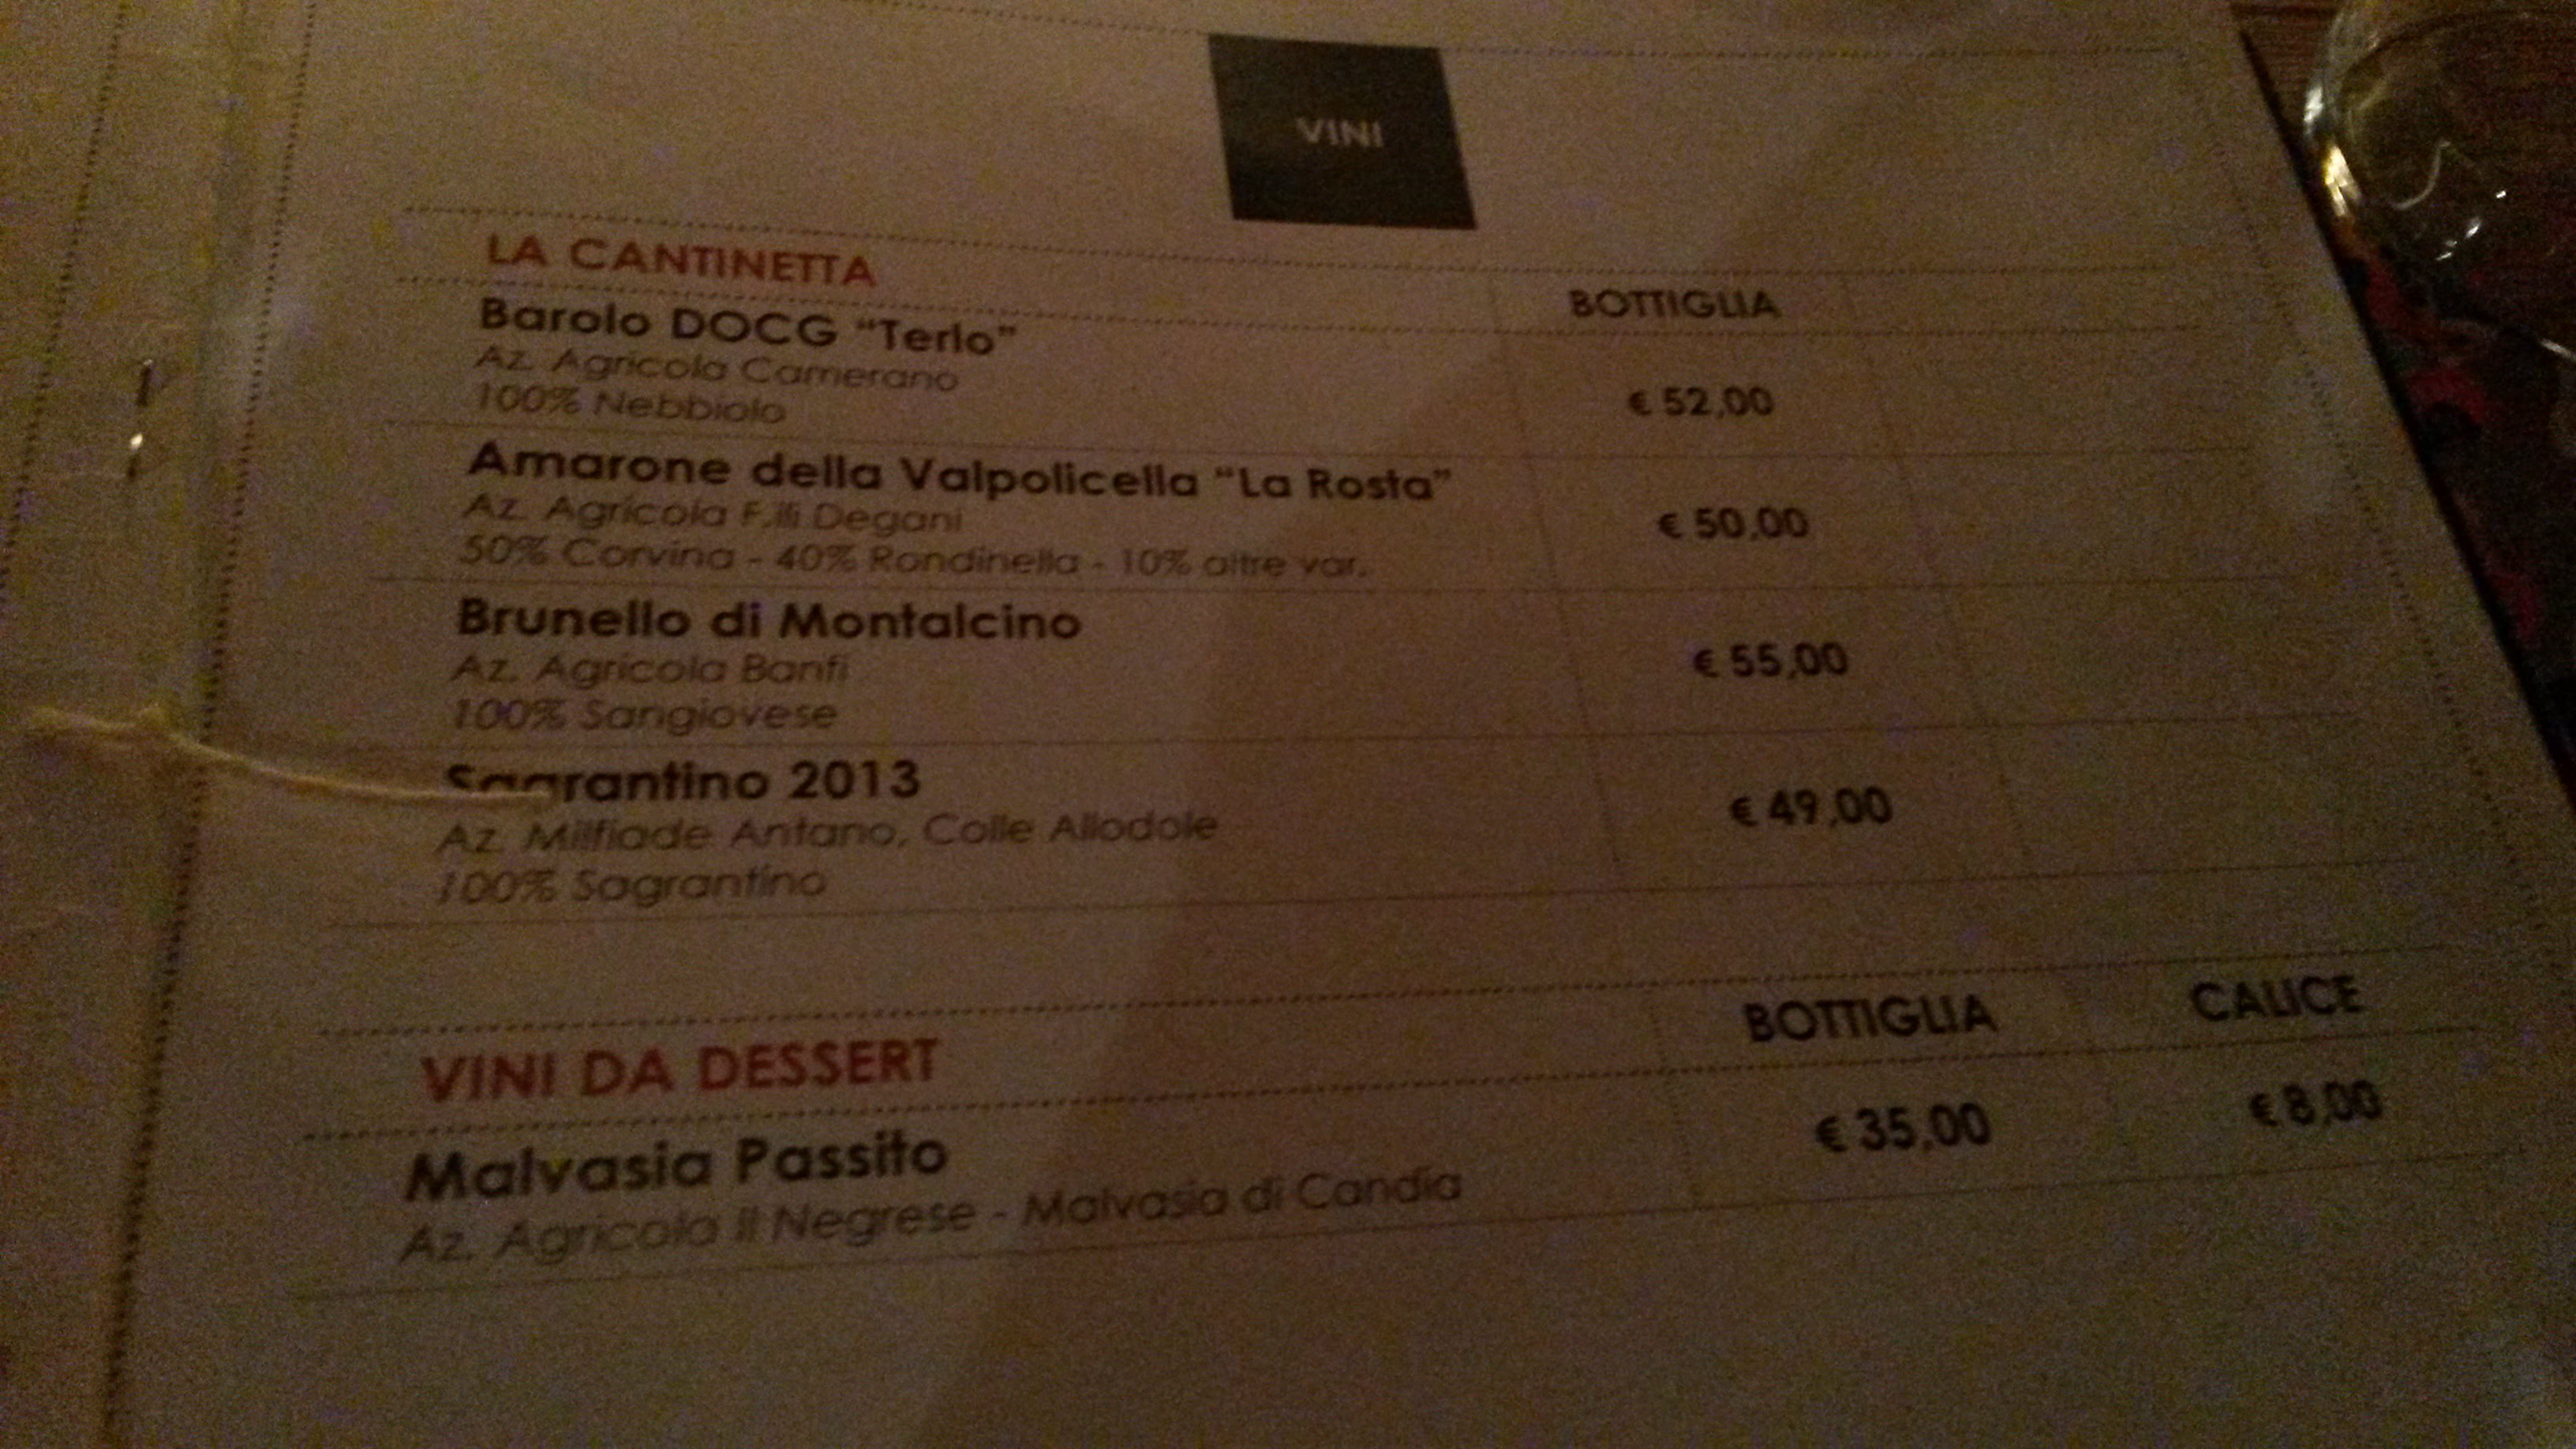 VINI
LA CANTINETTA
BOTTIGLIA
Barolo DOCG "Terlo"
Az. Agricola Camerano
100% Nebbiolo
€ 52,00
Amarone della Valpolicella "La Rosta"
Az. Agricola F.lli Degani
50% Corvina - 40% Rondinella - 10% altre var.
€ 50,00
Brunello di Montalcino
Az. Agricola Banfi
100% Sangiovese
€ 55,00
Sagrantino 2013
Az. Milfiade Antano, Colle Allodole
100% Sagrantino
€ 49,00
VINI DA DESSERT
BOTTIGLIA CALICE
Malvasia Passito
Az. Agricola Il Negrese - Malvasia di Candia
€ 35,00 € 8,00